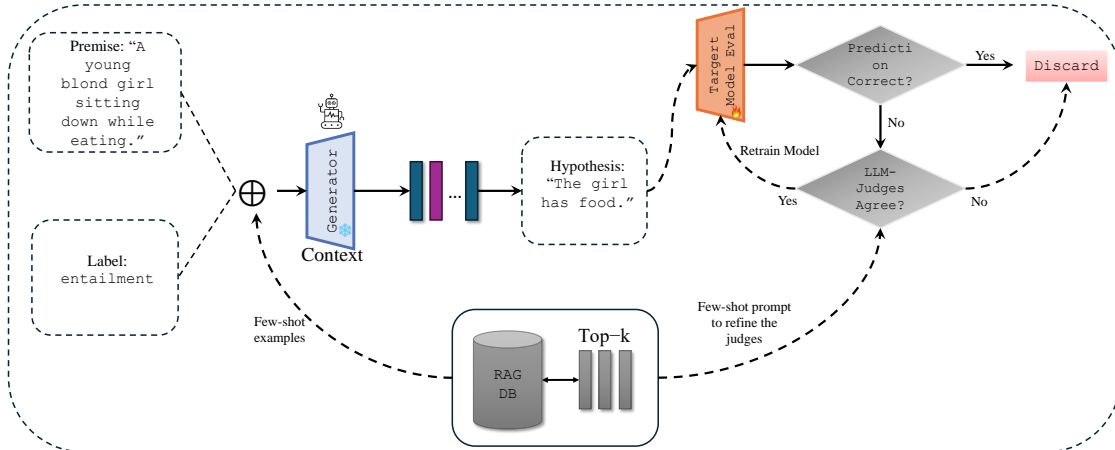 Premise: “A
young
blond girl
sitting
down while
eating.”
Label:
entailment
Generator
Context
...
Hypothesis:
“The girl
has food.”
Targert
Model Eval
Predicti
on
Correct?
Yes
Discard
No
LLM-
Judges
Agree?
Yes
No
Retrain Model
Few-shot
examples
RAG
DB
Top-k
Few-shot prompt
to refine the
judges